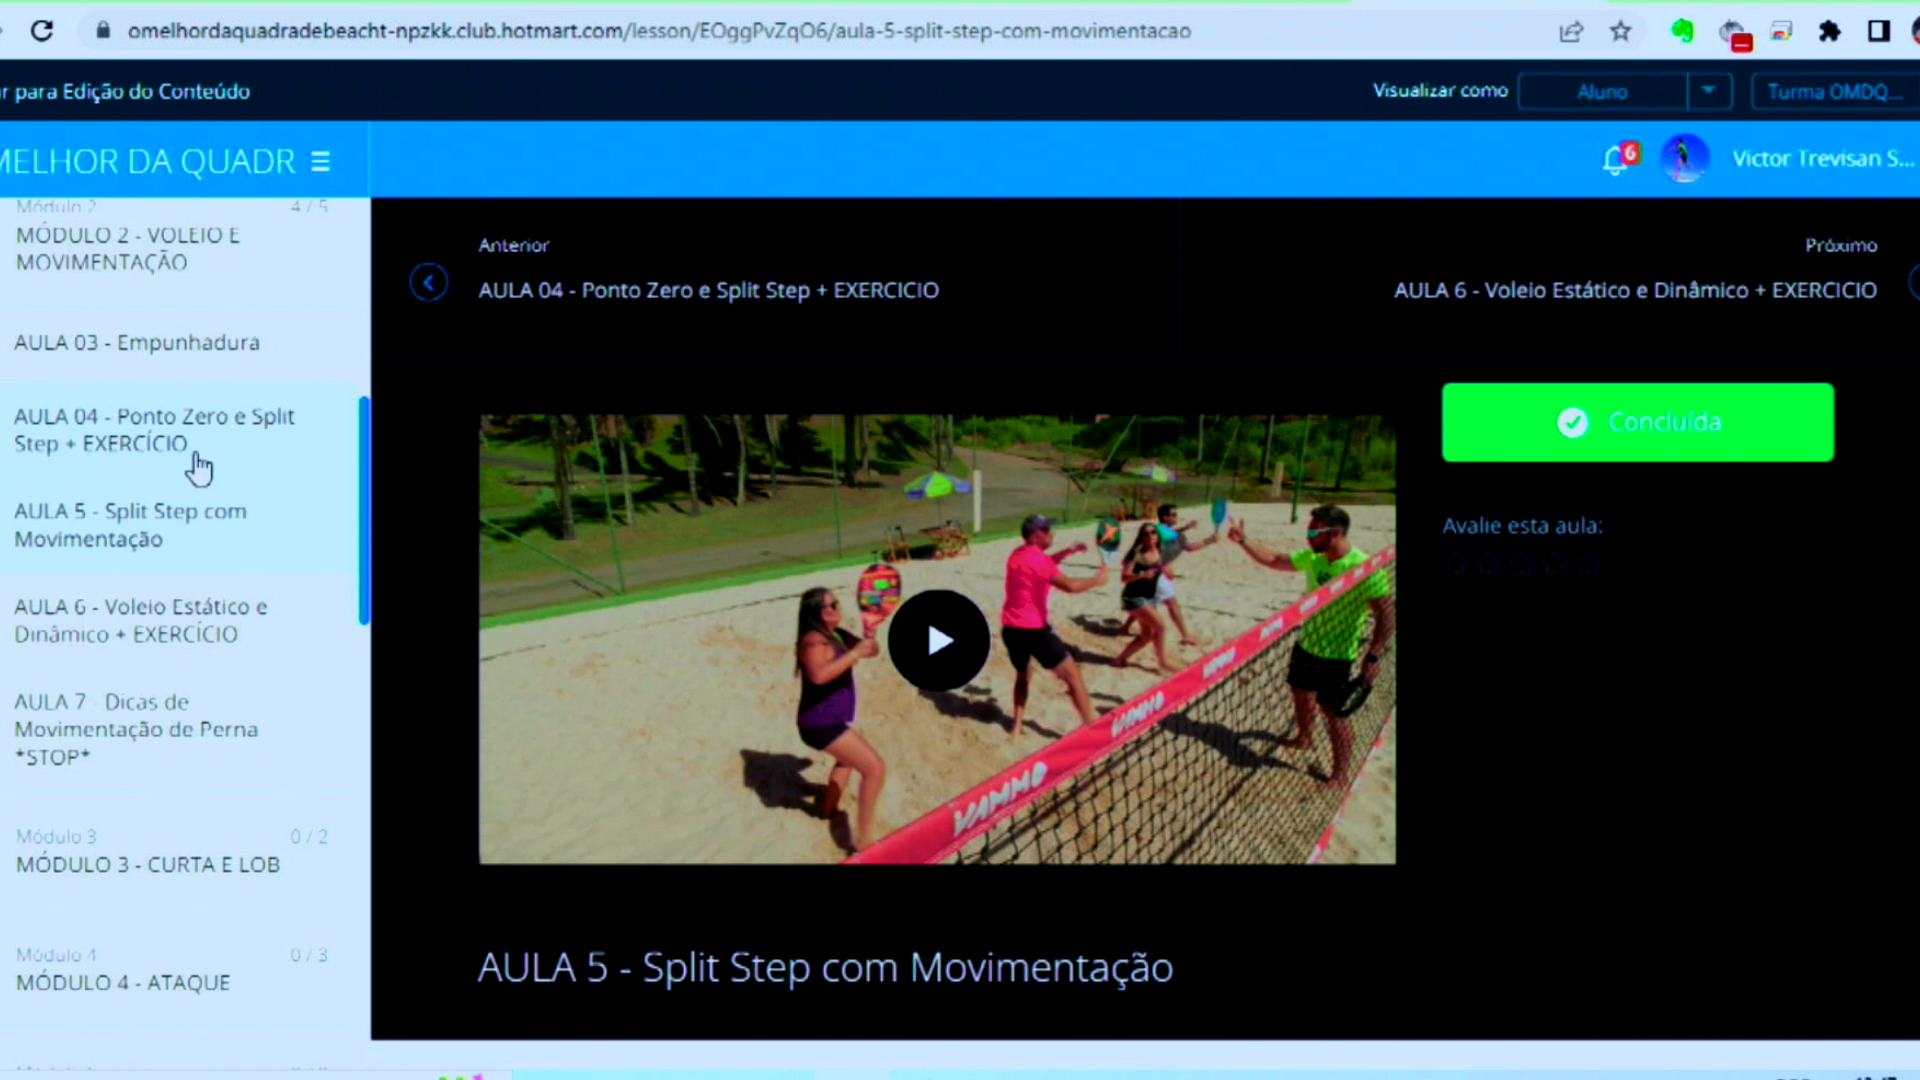 omelhordaquadradebeacht-npzkk.club.hotmart.com/lesson/EOggPvZqO6/aula-5-split-step-com-movimentacao
r para Edição do Conteúdo
Visualizar como
Aluno
Turma OMDQ...
MELHOR DA QUADR
6
Victor Trevisan S...
Módulo 2
4 / 5
MÓDULO 2 - VOLEIO E
MOVIMENTAÇÃO
AULA 03 - Empunhadura
AULA 04 - Ponto Zero e Split
Step + EXERCÍCIO
AULA 5 - Split Step com
Movimentação
AULA 6 - Voleio Estático e
Dinâmico + EXERCÍCIO
AULA 7 - Dicas de
Movimentação de Perna
*STOP*
Módulo 3
0 / 2
MÓDULO 3 - CURTA E LOB
Módulo 4
0 / 3
MÓDULO 4 - ATAQUE
Anterior
AULA 04 - Ponto Zero e Split Step + EXERCICIO
Próximo
AULA 6 - Voleio Estático e Dinâmico + EXERCICIO
Concluída
Avalie esta aula:
VAMMO
VAMMO
VAMMO
AULA 5 - Split Step com Movimentação